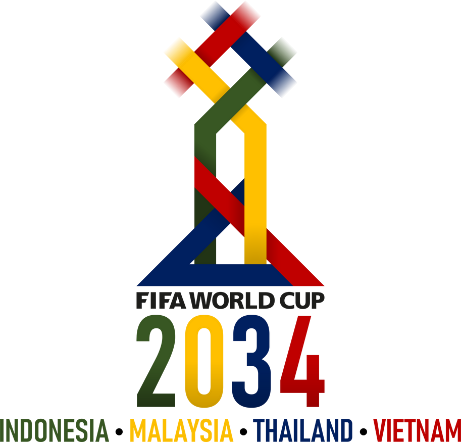 FIFA WORLD CUP
2034
INDONESIA • MALAYSIA • THAILAND • VIETNAM